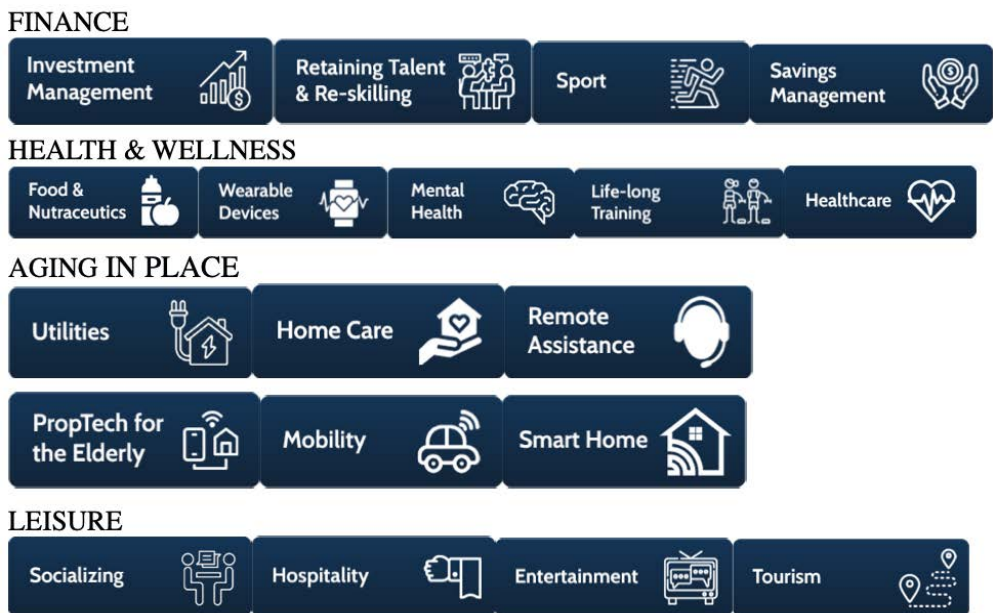 FINANCE
Investment
Management
Retaining Talent
& Re-skilling
Sport
Savings
Management
HEALTH & WELLNESS
Food &
Nutraceutics
Wearable
Devices
Mental
Health
Life-long
Training
Healthcare
AGING IN PLACE
Utilities
Home Care
Remote
Assistance
PropTech for
the Elderly
Mobility
Smart Home
LEISURE
Socializing
Hospitality
Entertainment
Tourism